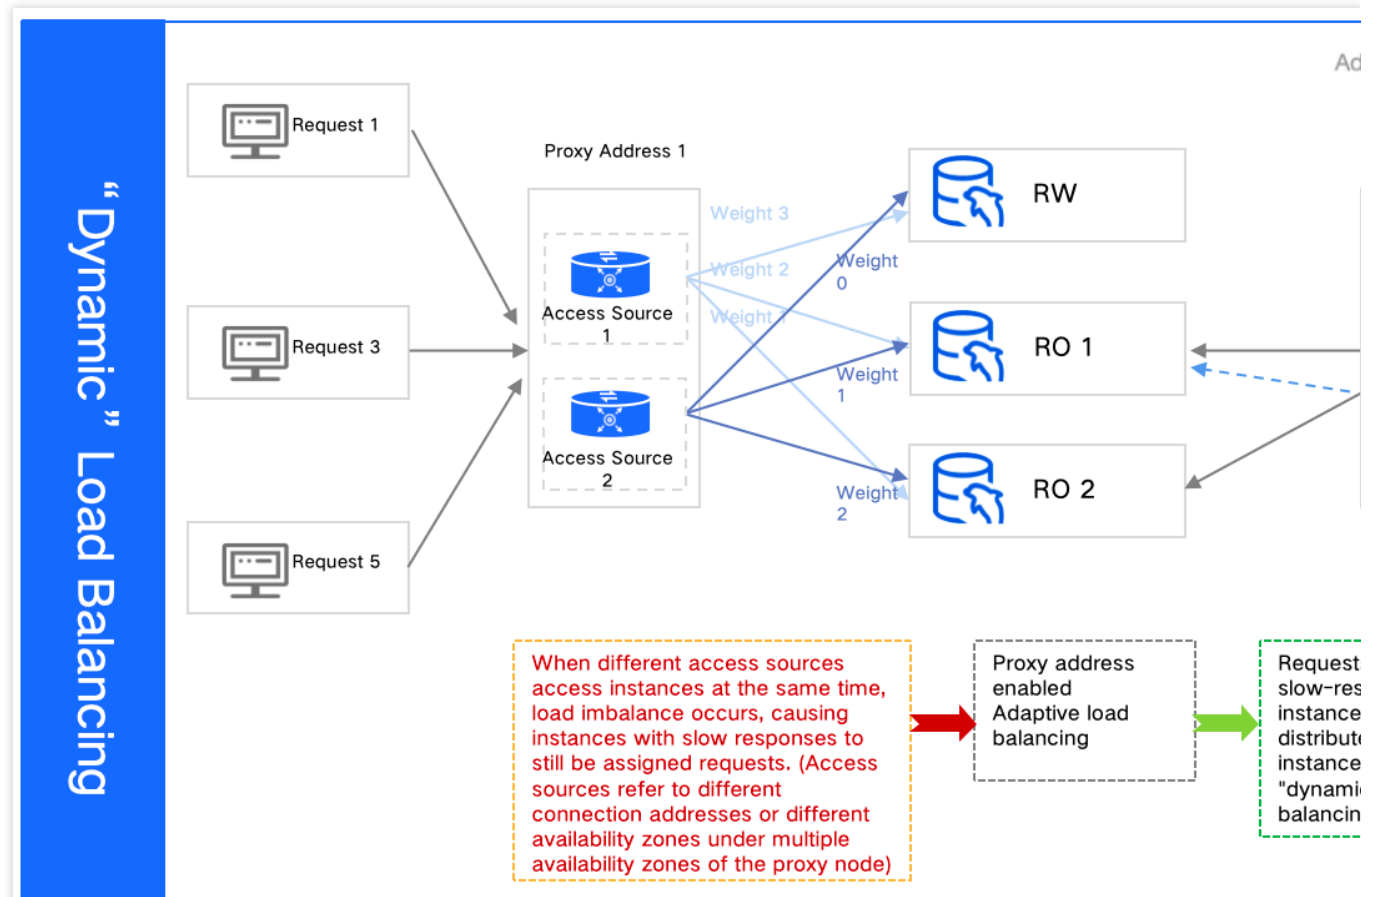 “Dynamic” Load Balancing
Request 1
Request 3
Request 5
Proxy Address 1
Access Source
1
Access Source
2
Weight 3
Weight 2
Weight 1
Weight
0
Weight
1
Weight
2
RW
RO 1
RO 2
When different access sources
access instances at the same time,
load imbalance occurs, causing
instances with slow responses to
still be assigned requests. (Access
sources refer to different
connection addresses or different
availability zones under multiple
availability zones of the proxy node)
Proxy address
enabled
Adaptive load
balancing